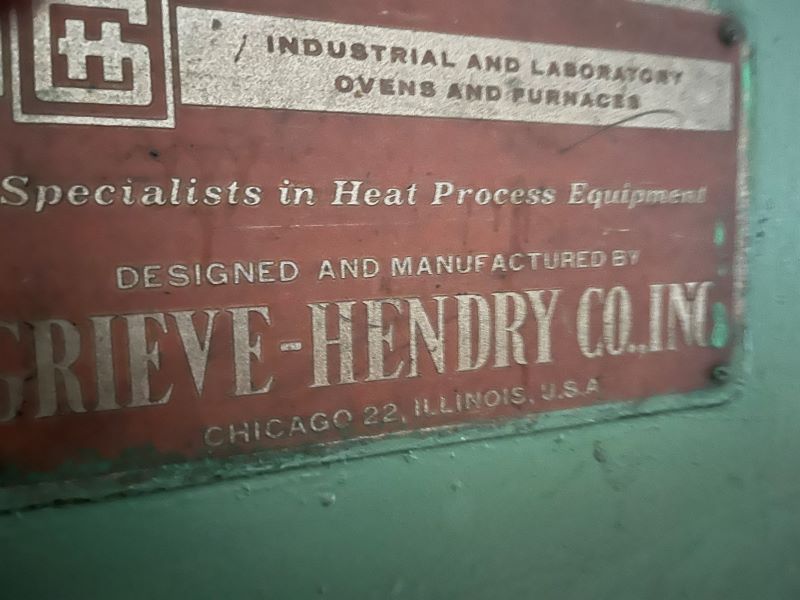 GH
INDUSTRIAL AND LABORATORY
OVENS AND FURNACES
Specialists in Heat Process Equipment
DESIGNED AND MANUFACTURED BY
GRIEVE-HENDRY CO., INC
CHICAGO 22, ILLINOIS, U.S.A